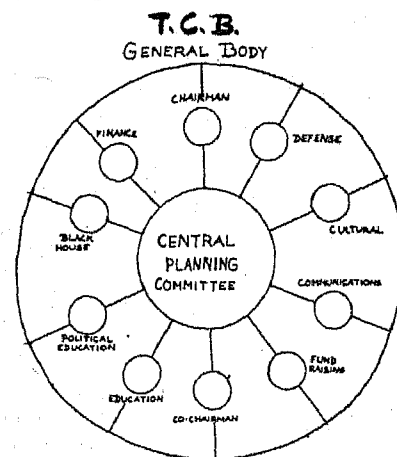 T.C.B.
GENERAL BODY
CHAIRMAN
FINANCE
DEFENSE
BLACK
HOUSE
CULTURAL
CENTRAL
PLANNING
COMMITTEE
COMMUNICATIONS
POLITICAL
EDUCATION
FUND
RAISING
EDUCATION
CO-CHAIRMAN